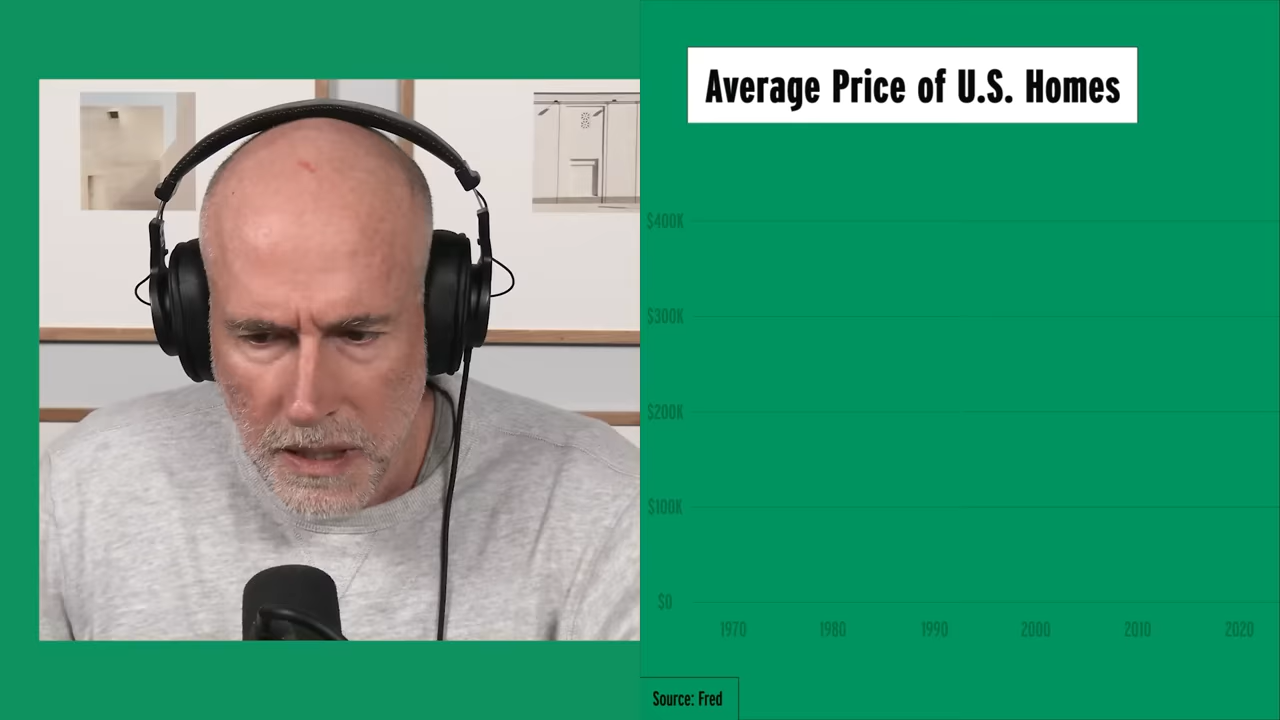 Average Price of U.S. Homes
$400K
$300K
$200K
$100K
$0
1970 1980 1990 2000 2010 2020
Source: Fred